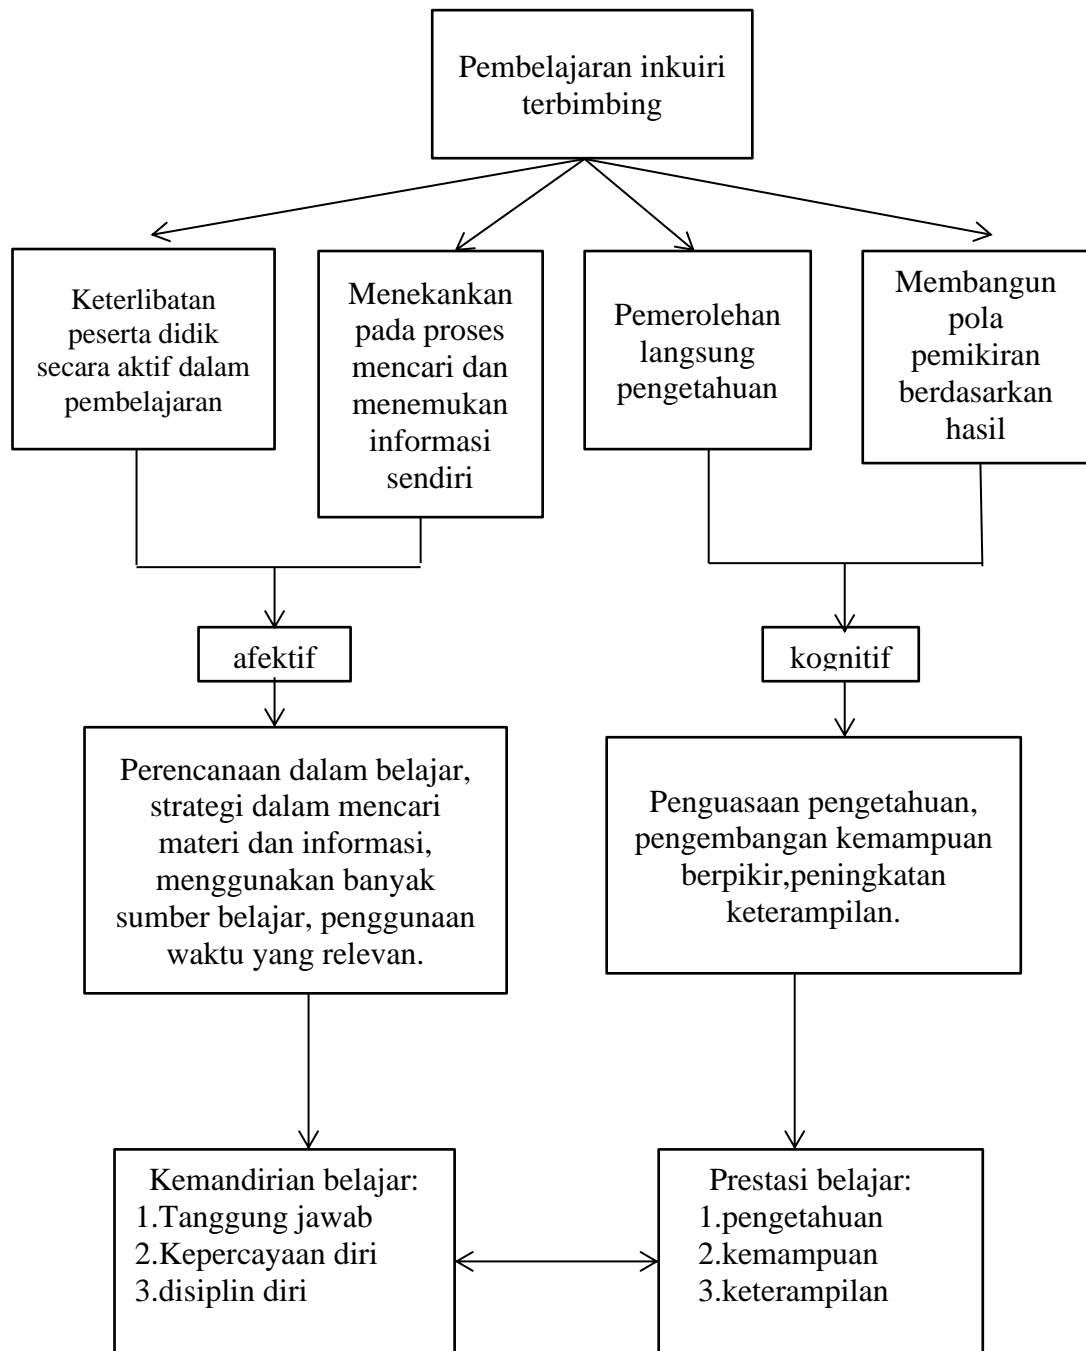 Pembelajaran inkuiri
terbimbing
Keterlibatan
peserta didik
secara aktif dalam
pembelajaran
Menekankan
pada proses
mencari dan
menemukan
informasi
sendiri
Pemerolehan
langsung
pengetahuan
Membangun
pola
pemikiran
berdasarkan
hasil
afektif
kognitif
Perencanaan dalam belajar,
strategi dalam mencari
materi dan informasi,
menggunakan banyak
sumber belajar, penggunaan
waktu yang relevan.
Penguasaan pengetahuan,
pengembangan kemampuan
berpikir,peningkatan
keterampilan.
Kemandirian belajar:
1.Tanggung jawab
2.Kepercayaan diri
3.disiplin diri
Prestasi belajar:
1.pengetahuan
2.kemampuan
3.keterampilan